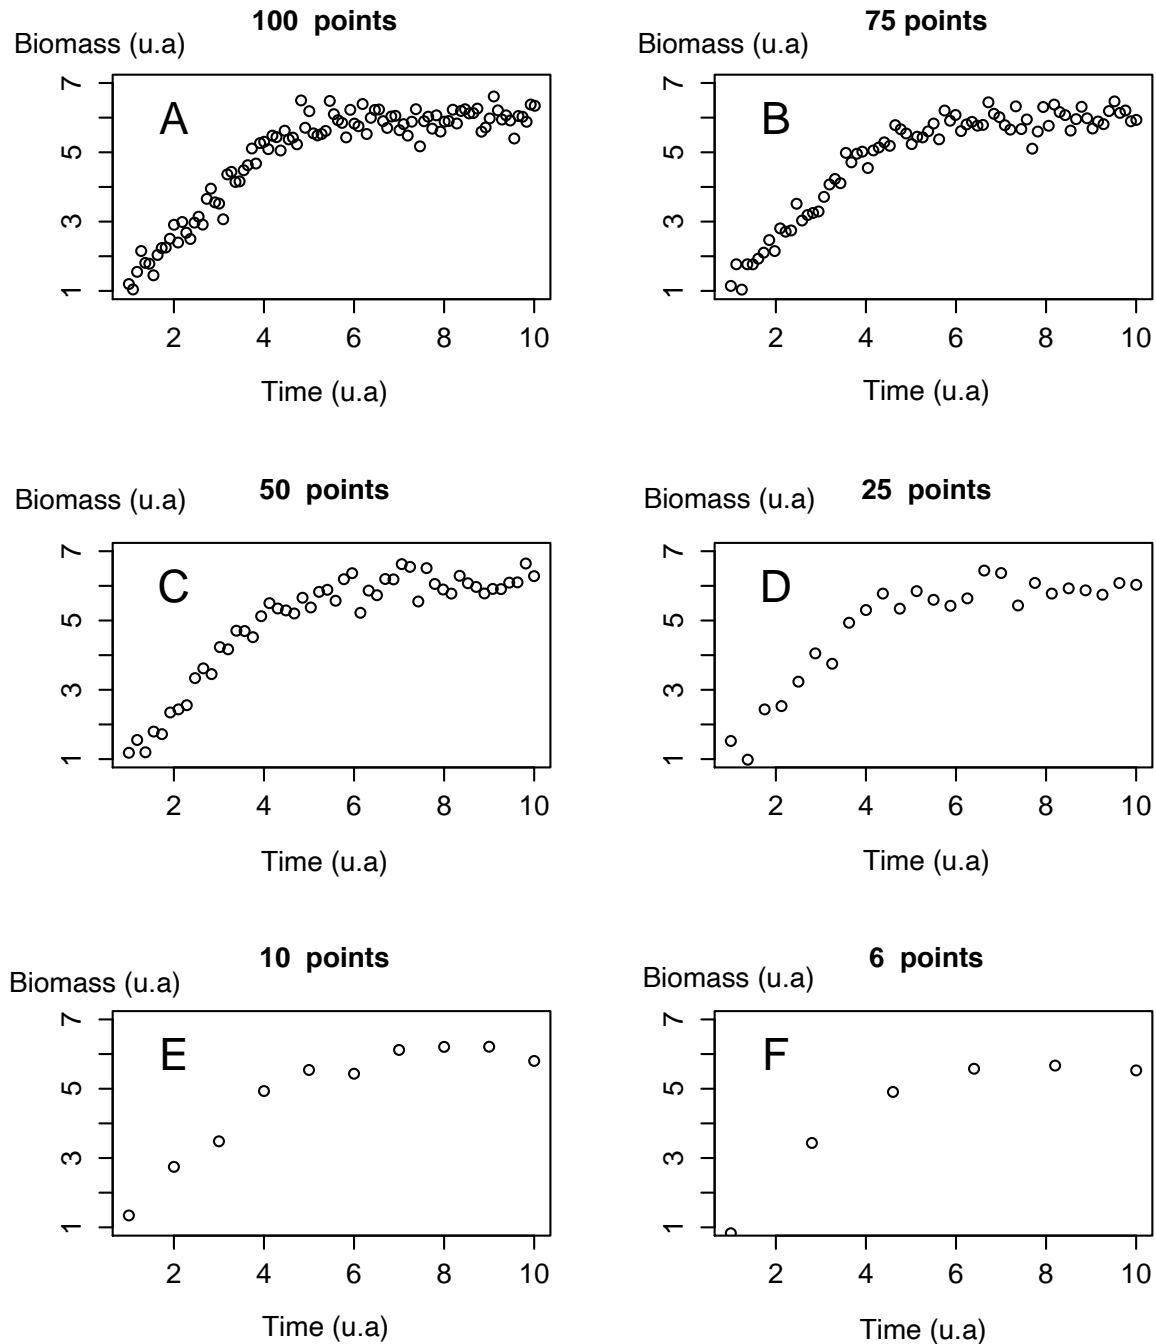 100  points
Biomass (u.a)
A
7
5
3
1
2 4 6 8 10
Time (u.a)
75 points
Biomass (u.a)
B
7
5
3
1
2 4 6 8 10
Time (u.a)
50  points
Biomass (u.a)
C
7
5
3
1
2 4 6 8 10
Time (u.a)
25  points
Biomass (u.a)
D
7
5
3
1
2 4 6 8 10
Time (u.a)
10  points
Biomass (u.a)
E
7
5
3
1
2 4 6 8 10
Time (u.a)
6  points
Biomass (u.a)
F
7
5
3
1
2 4 6 8 10
Time (u.a)